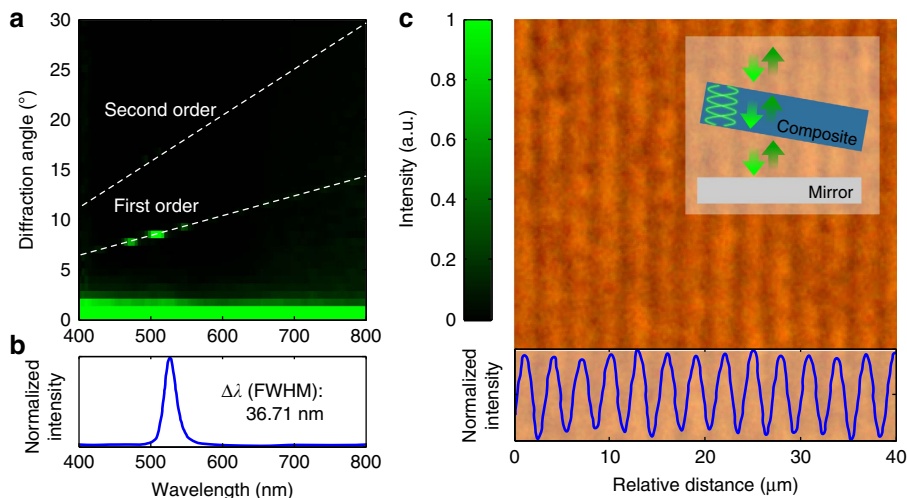 a
30
25
20
15
10
5
0
Diffraction angle (°)
Second order
First order
400
500
600
700
800
1
0.8
0.6
0.4
0.2
0
Intensity (a.u.)
b
Normalized
intensity
Δλ (FWHM):
36.71 nm
400
500
600
700
800
Wavelength (nm)
c
Composite
Mirror
Normalized
intensity
0
10
20
30
40
Relative distance (μm)